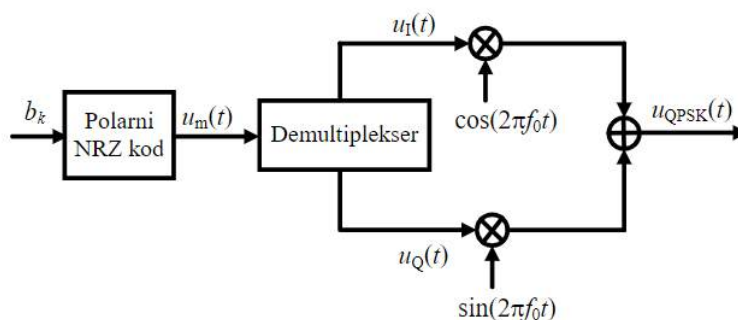 u_I(t)
cos(2πf_0t)
b_k
Polarni
NRZ kod
u_m(t)
Demultiplekser
u_QPSK(t)
u_Q(t)
sin(2πf_0t)